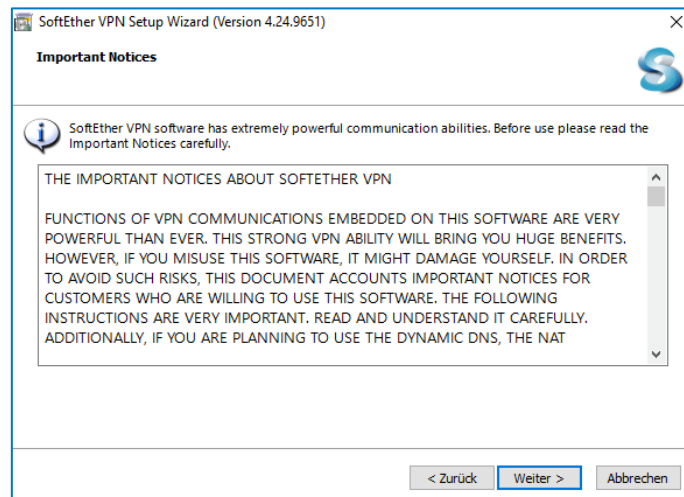 SoftEther VPN Setup Wizard (Version 4.24.9651)
Important Notices
SoftEther VPN software has extremely powerful communication abilities. Before use please read the
Important Notices carefully.
THE IMPORTANT NOTICES ABOUT SOFTETHER VPN
FUNCTIONS OF VPN COMMUNICATIONS EMBEDDED ON THIS SOFTWARE ARE VERY
POWERFUL THAN EVER. THIS STRONG VPN ABILITY WILL BRING YOU HUGE BENEFITS.
HOWEVER, IF YOU MISUSE THIS SOFTWARE, IT MIGHT DAMAGE YOURSELF. IN ORDER
TO AVOID SUCH RISKS, THIS DOCUMENT ACCOUNTS IMPORTANT NOTICES FOR
CUSTOMERS WHO ARE WILLING TO USE THIS SOFTWARE. THE FOLLOWING
INSTRUCTIONS ARE VERY IMPORTANT. READ AND UNDERSTAND IT CAREFULLY.
ADDITIONALLY, IF YOU ARE PLANNING TO USE THE DYNAMIC DNS, THE NAT
< Zurück Weiter > Abbrechen